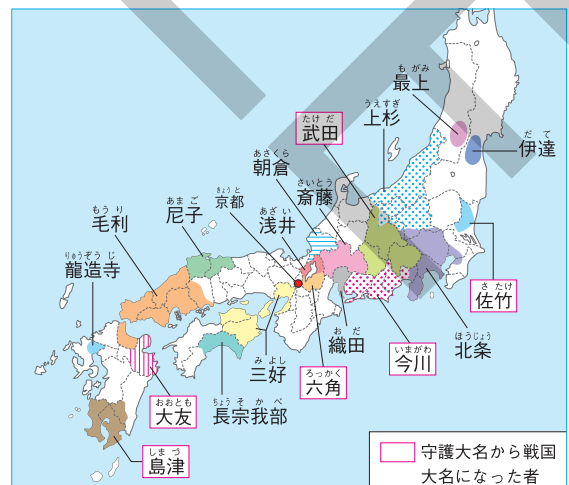 もがみ
最上
うえすぎ
上杉
たけだ
武田
だて
伊達
あさくら
朝倉
さいとう
斎藤
きょうと
京都
あまご
尼子
あざい
浅井
もうり
毛利
りゅうぞうじ
龍造寺
さたけ
佐竹
ほうじょう
北条
いまがわ
今川
おだ
織田
ろっかく
六角
みよし
三好
ちょうそかべ
長宗我部
おおとも
大友
しまづ
島津
守護大名から戦国
大名になった者